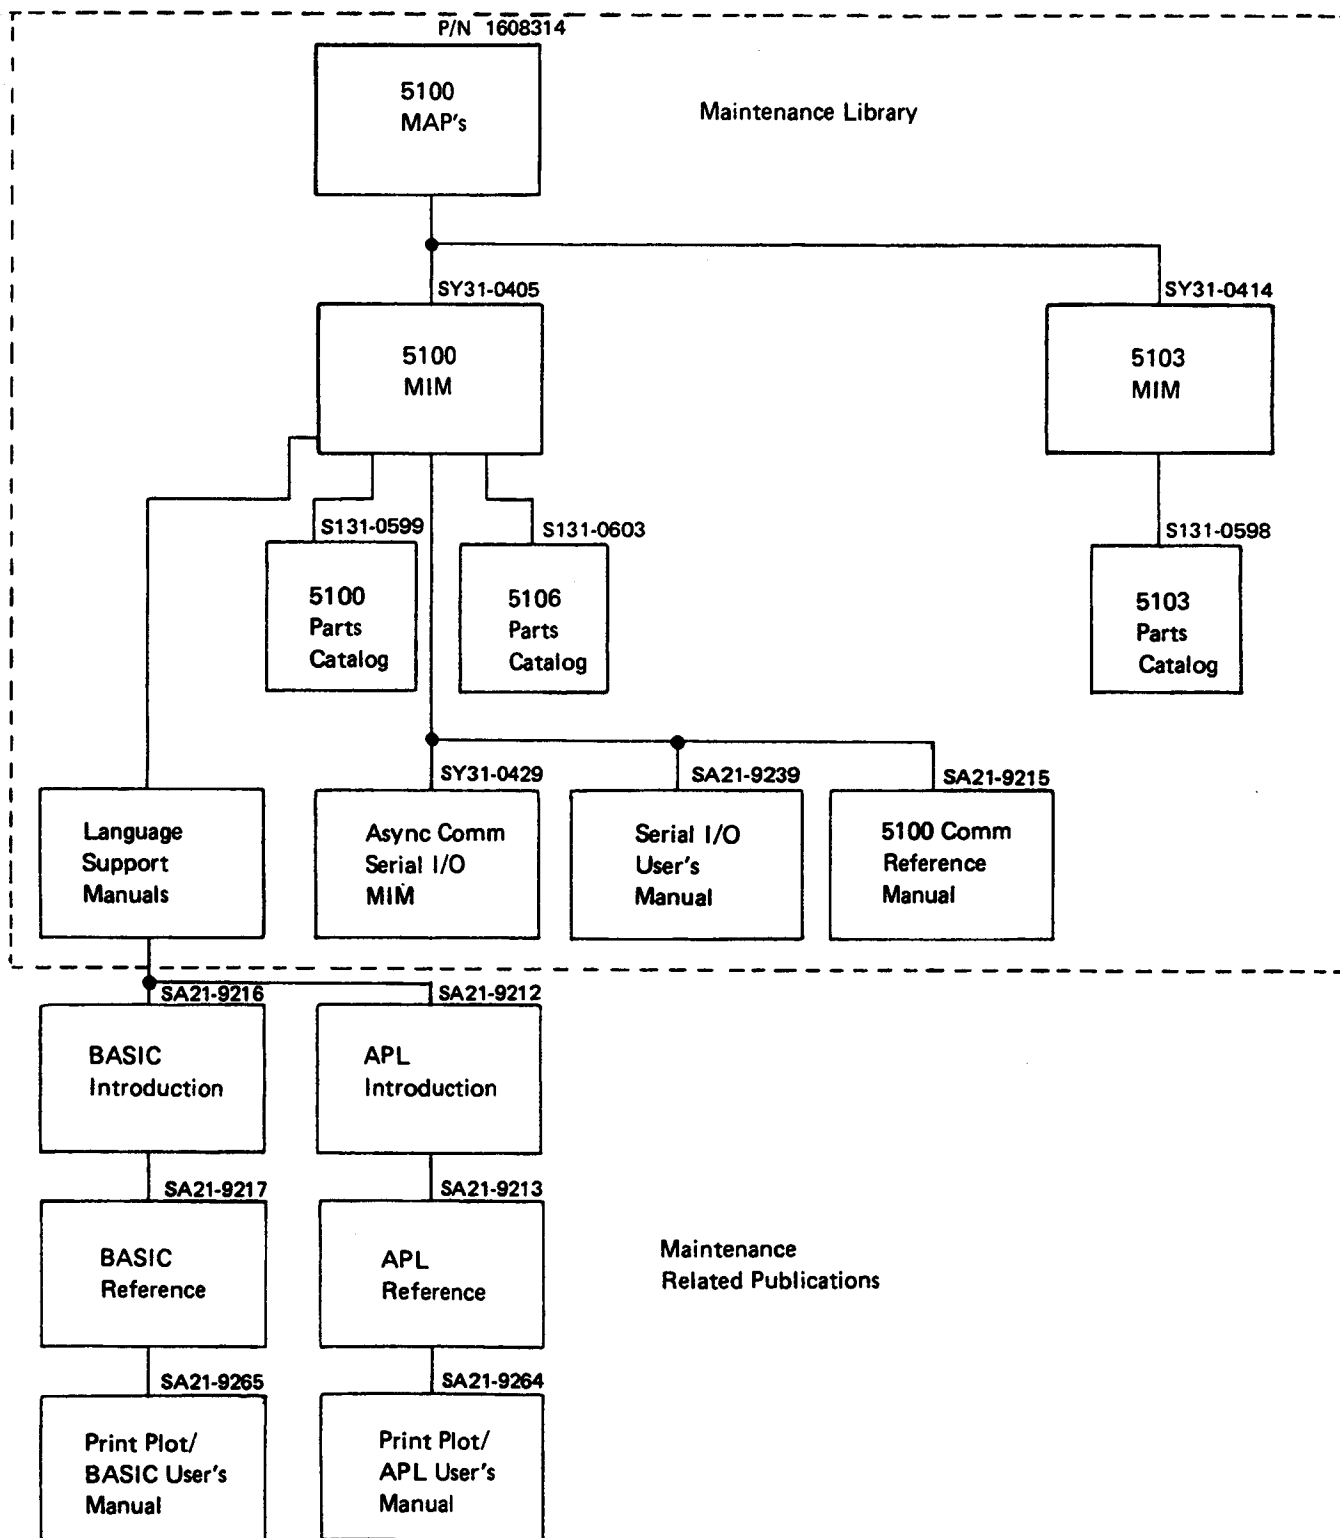 P/N 1608314
5100
MAP's
Maintenance Library
SY31-0405
5100
MIM
SY31-0414
5103
MIM
S131-0599
5100
Parts
Catalog
S131-0603
5106
Parts
Catalog
S131-0598
5103
Parts
Catalog
Language
Support
Manuals
SY31-0429
Async Comm
Serial I/O
MIM
SA21-9239
Serial I/O
User's
Manual
SA21-9215
5100 Comm
Reference
Manual
SA21-9216
BASIC
Introduction
SA21-9212
APL
Introduction
SA21-9217
BASIC
Reference
SA21-9213
APL
Reference
Maintenance
Related Publications
SA21-9265
Print Plot/
BASIC User's
Manual
SA21-9264
Print Plot/
APL User's
Manual